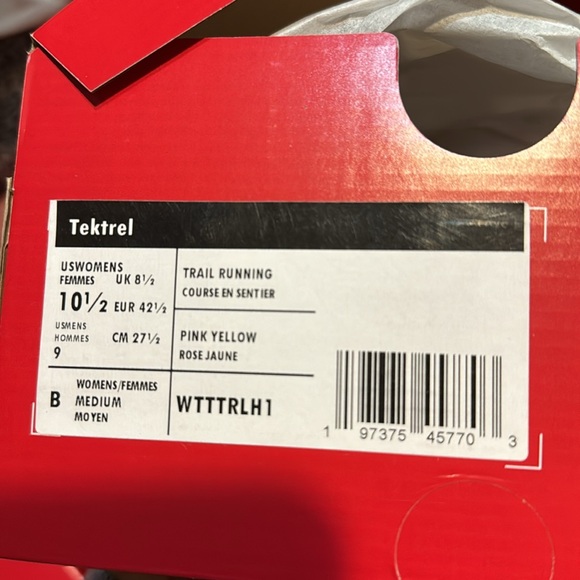 Tektrel
USWOMENS
FEMMES UK 8½
10½ EUR 42½
USMENS
HOMMES CM 27½
9
TRAIL RUNNING
COURSE EN SENTIER
PINK YELLOW
ROSE JAUNE
B WOMENS/FEMMES
MEDIUM
MOYEN
WTTTRLH1
1 97375 45770 3